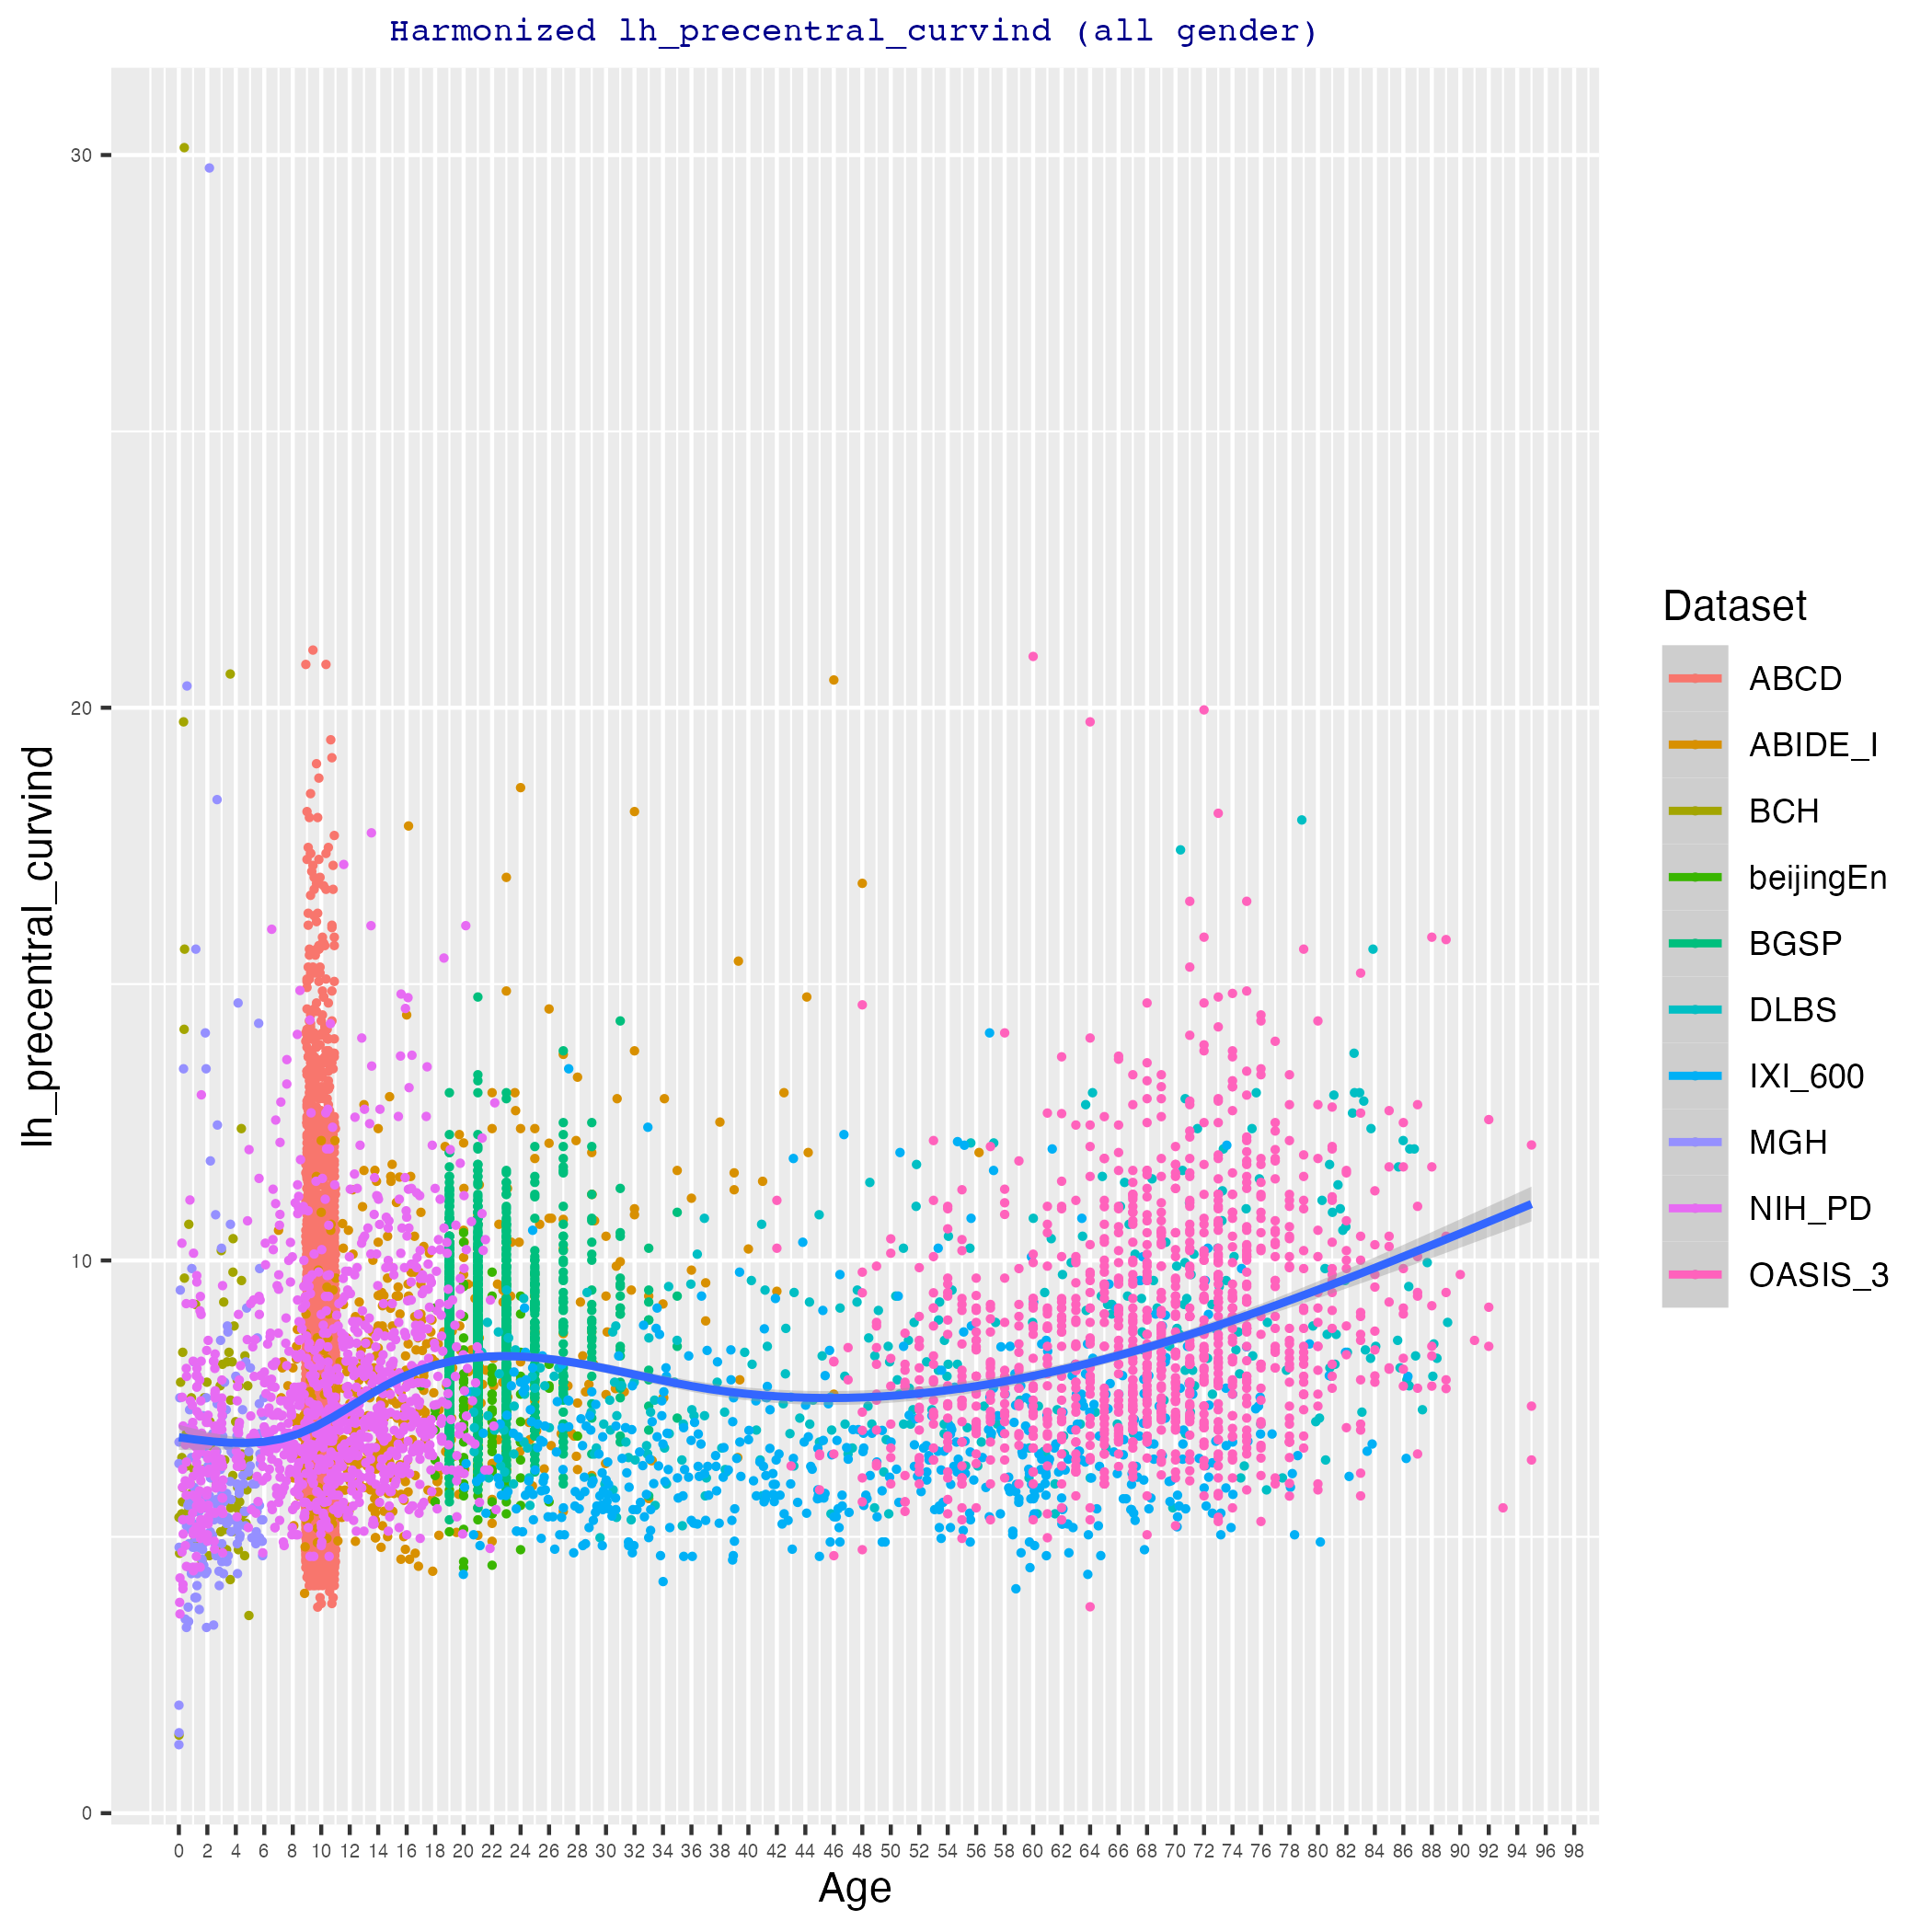 Harmonized lh_precentral_curvind (all gender)
30
20
10
0
lh_precentral_curvind
0 2 4 6 8 10 12 14 16 18 20 22 24 26 28 30 32 34 36 38 40 42 44 46 48 50 52 54 56 58 60 62 64 66 68 70 72 74 76 78 80 82 84 86 88 90 92 94 96 98
Age
Dataset
ABCD
ABIDE_I
BCH
beijingEn
BGSP
DLBS
IXI_600
MGH
NIH_PD
OASIS_3